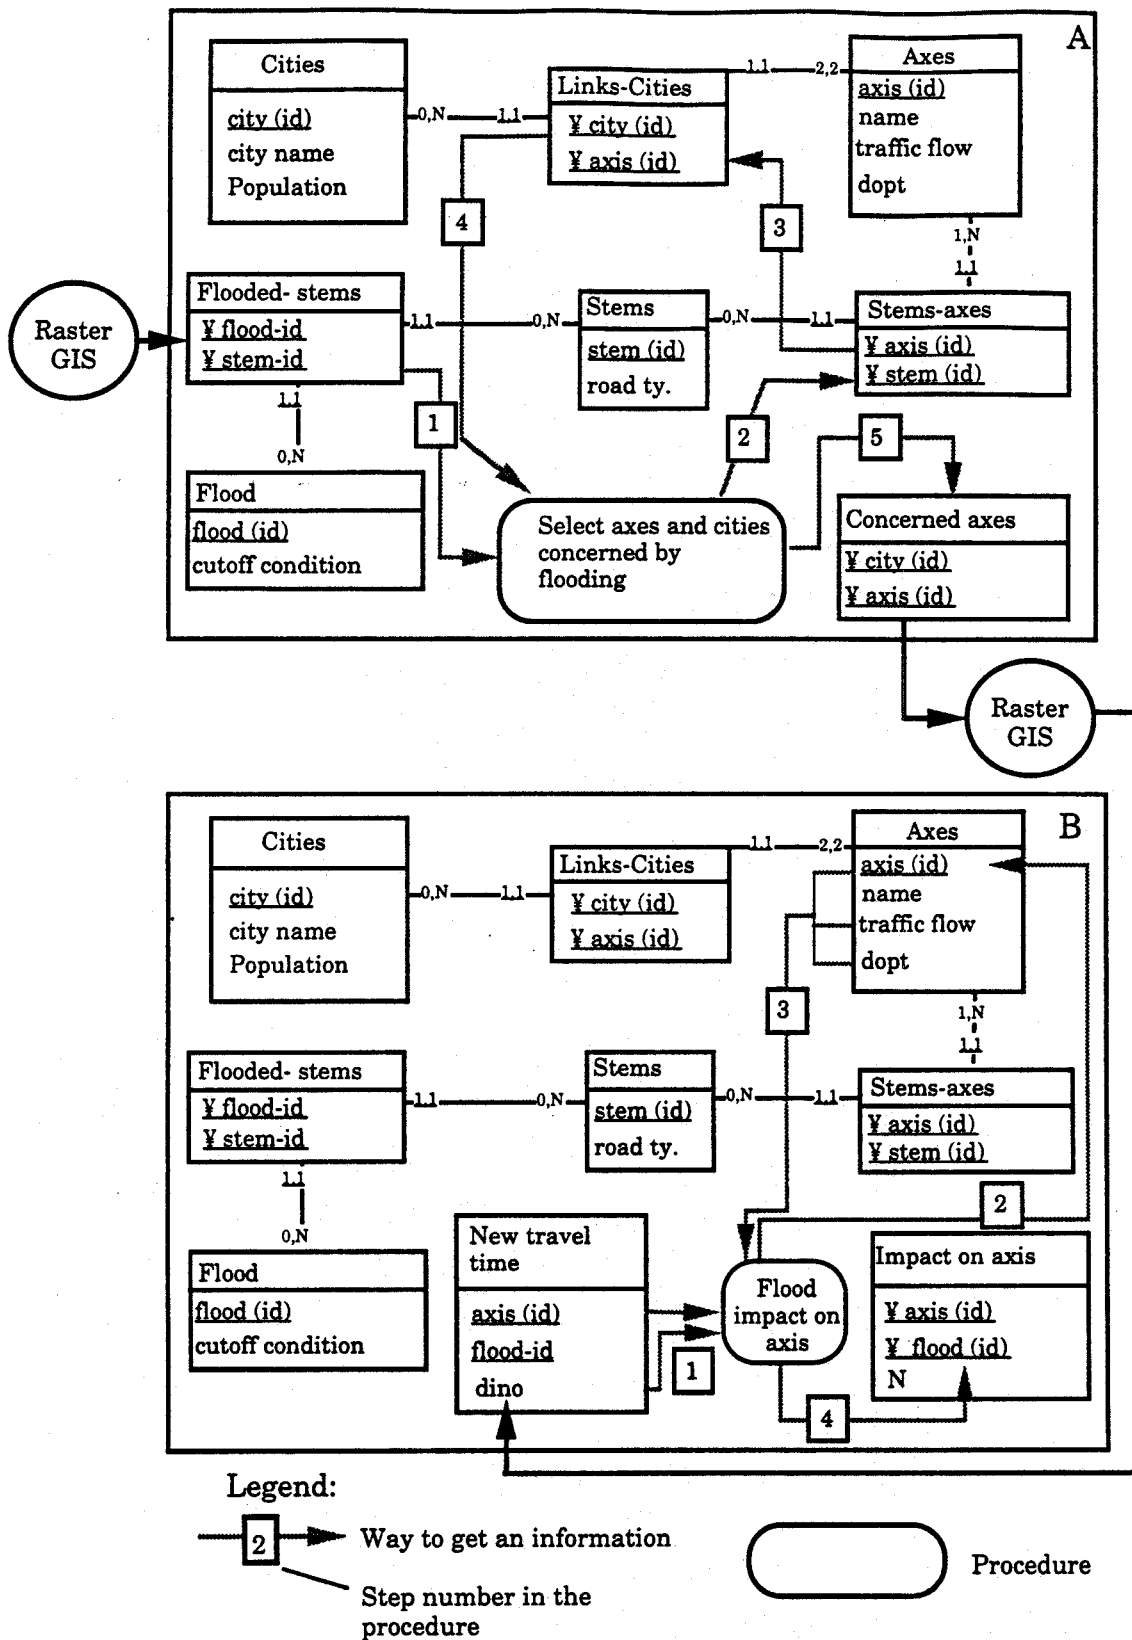 A
Cities
city (id)
city name
Population
0,N
1,1
Links-Cities
¥ city (id)
¥ axis (id)
1,1
2,2
Axes
axis (id)
name
traffic flow
dopt
4
3
1,N
1,1
Raster
GIS
Flooded- stems
¥ flood-id
¥ stem-id
1,1
0,N
Stems
stem (id)
road ty.
0,N
1,1
Stems-axes
¥ axis (id)
¥ stem (id)
1,1
0,N
1
2
5
Flood
flood (id)
cutoff condition
Select axes and cities
concerned by
flooding
Concerned axes
¥ city (id)
¥ axis (id)
Raster
GIS
B
Cities
city (id)
city name
Population
0,N
1,1
Links-Cities
¥ city (id)
¥ axis (id)
1,1
2,2
Axes
axis (id)
name
traffic flow
dopt
3
1,N
1,1
Flooded- stems
¥ flood-id
¥ stem-id
1,1
0,N
Stems
stem (id)
road ty.
0,N
1,1
Stems-axes
¥ axis (id)
¥ stem (id)
1,1
0,N
2
Flood
flood (id)
cutoff condition
New travel
time
axis (id)
flood-id
dino
1
Flood
impact on
axis
Impact on axis
¥ axis (id)
¥ flood (id)
N
4
Legend:
2
Way to get an information
Step number in the
procedure
Procedure